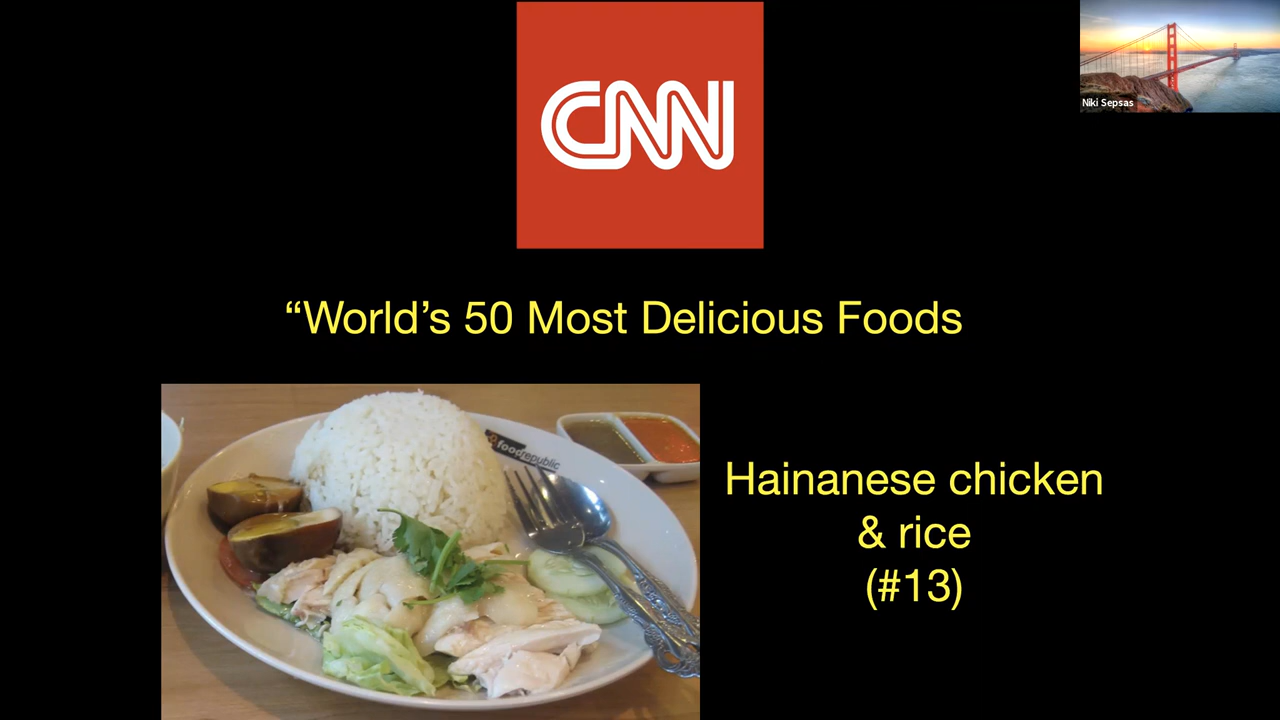 CNN
Niki Sepsas
“World’s 50 Most Delicious Foods
foodrepublic
Hainanese chicken
& rice
(#13)